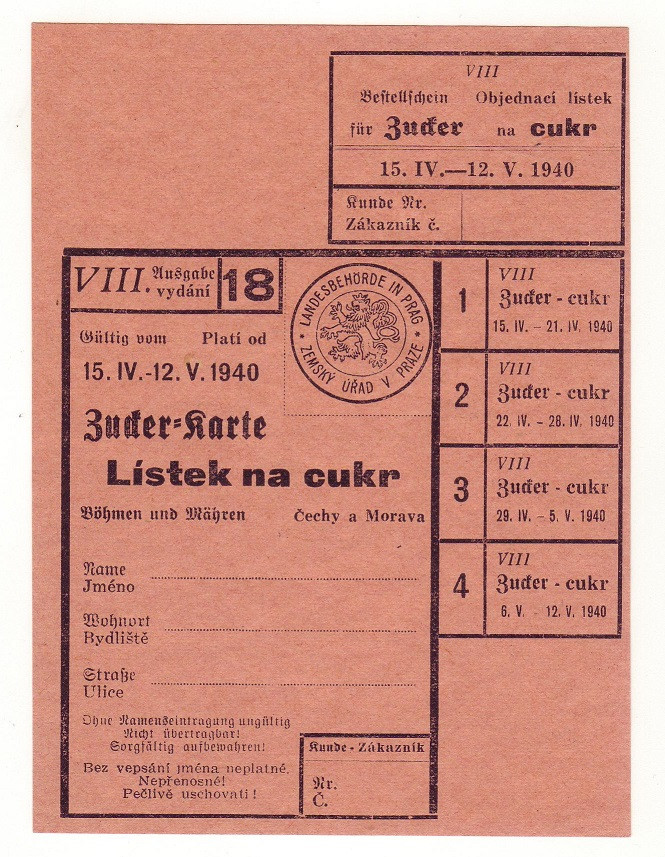 VIII
Bestellschein Objednací lístek
für Zucker na cukr
15. IV.—12. V. 1940
Kunde Nr.
Zákazník č.
VIII. Ausgabe vydání 18
LANDESBEHÖRDE IN PRAG
ZEMSKÝ ÚŘAD V PRAZE
Gültig vom Platí od
15. IV.-12. V. 1940
Zucker=Karte
Lístek na cukr
Böhmen und Mähren Čechy a Morava
Name
Jméno
Wohnort
Bydliště
Straße
Ulice
Ohne Namenseintragung ungültig
Nicht übertragbar!
Sorgfältig aufbewahren!
Bez vepsání jména neplatné.
Nepřenosné!
Pečlivě uschovati!
Kunde - Zákazník
Nr.
Č.
1
VIII
Zucker - cukr
15. IV. - 21. IV. 1940
2
VIII
Zucker - cukr
22. IV. - 28. IV. 1940
3
VIII
Zucker - cukr
29. IV. - 5. V. 1940
4
VIII
Zucker - cukr
6. V. - 12. V. 1940